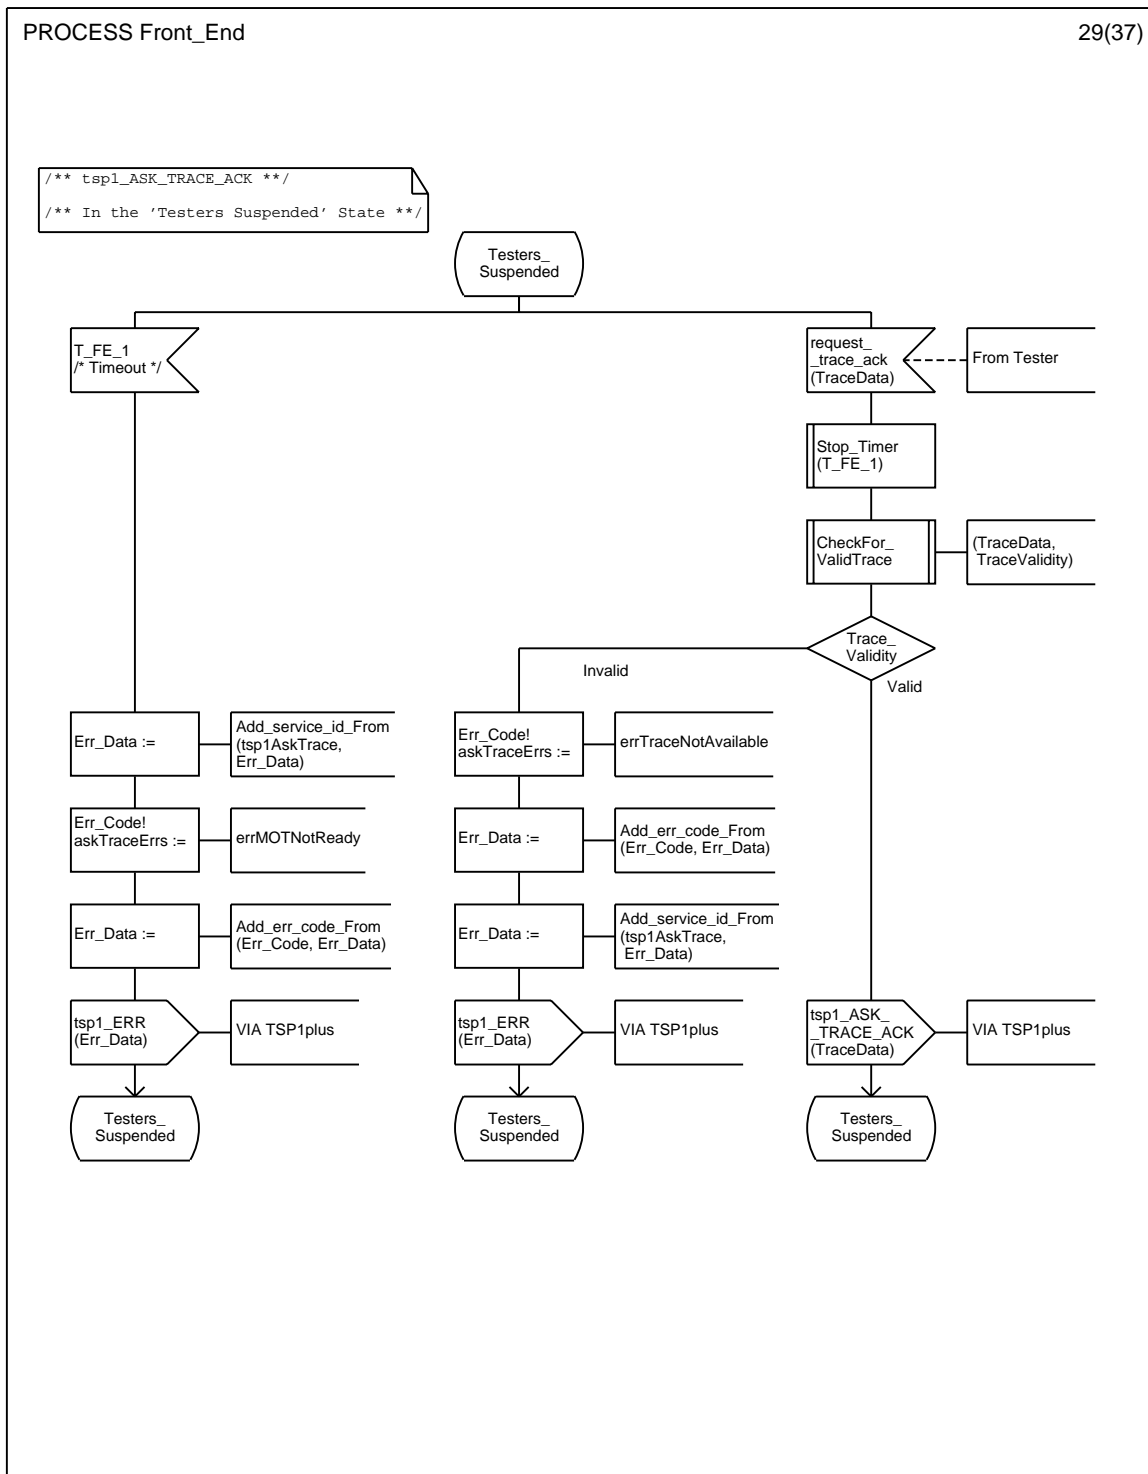 PROCESS Front_End
29(37)
/** tsp1_ASK_TRACE_ACK **/
/** In the 'Testers Suspended' State **/
Testers_
Suspended
T_FE_1
/* Timeout */
request_
_trace_ack
(TraceData)
From Tester
Stop_Timer
(T_FE_1)
CheckFor_
ValidTrace
(TraceData,
TraceValidity)
Trace_
Validity
Invalid
Valid
Err_Data :=
Add_service_id_From
(tsp1AskTrace,
Err_Data)
Err_Code!
askTraceErrs :=
errMOTNotReady
Err_Data :=
Add_err_code_From
(Err_Code, Err_Data)
tsp1_ERR
(Err_Data)
VIA TSP1plus
Testers_
Suspended
Err_Code!
askTraceErrs :=
errTraceNotAvailable
Err_Data :=
Add_err_code_From
(Err_Code, Err_Data)
Err_Data :=
Add_service_id_From
(tsp1AskTrace,
Err_Data)
tsp1_ERR
(Err_Data)
VIA TSP1plus
Testers_
Suspended
tsp1_ASK_
_TRACE_ACK
(TraceData)
VIA TSP1plus
Testers_
Suspended